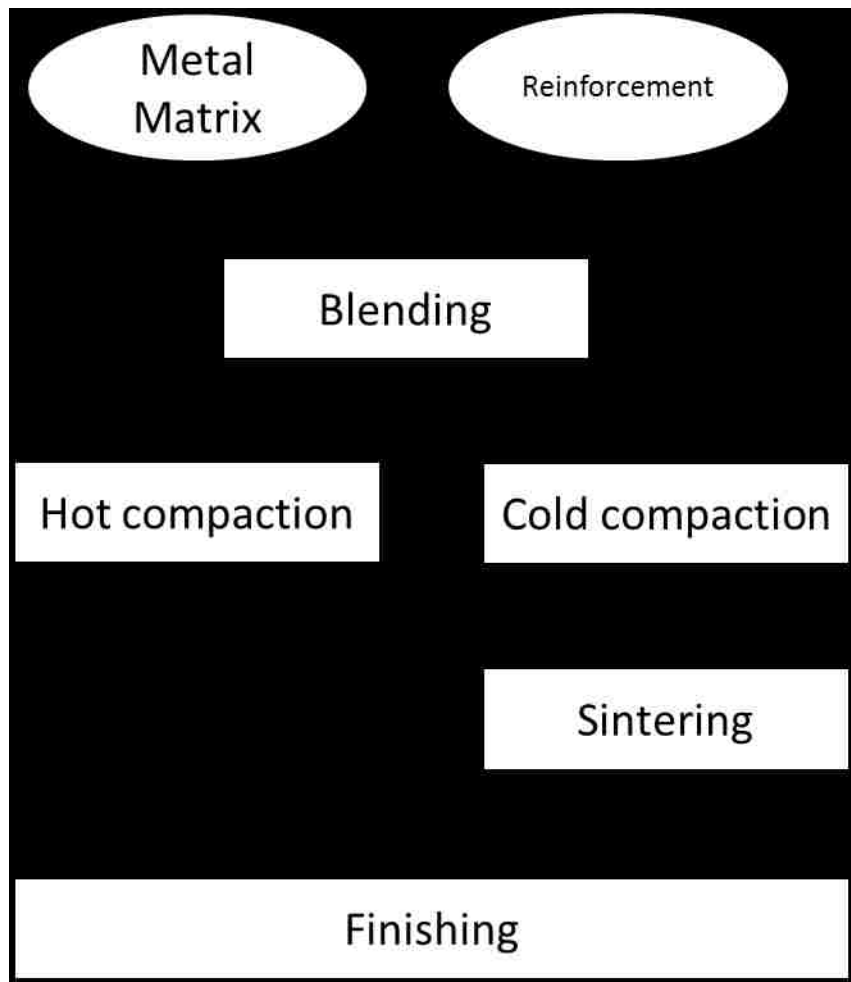 Metal
Matrix
Reinforcement
Blending
Hot compaction
Cold compaction
Sintering
Finishing